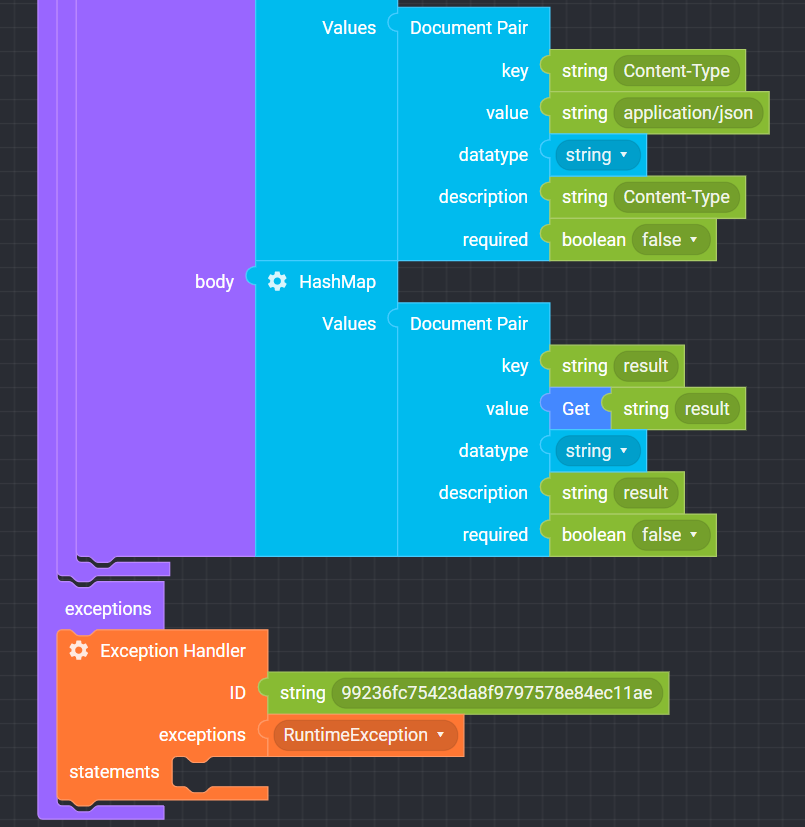 Values Document Pair
key string Content-Type
value string application/json
datatype string
description string Content-Type
required boolean false
body HashMap
Values Document Pair
key string result
value Get string result
datatype string
description string result
required boolean false
exceptions
Exception Handler
ID string 99236fc75423da8f9797578e84ec11ae
exceptions RuntimeException
statements